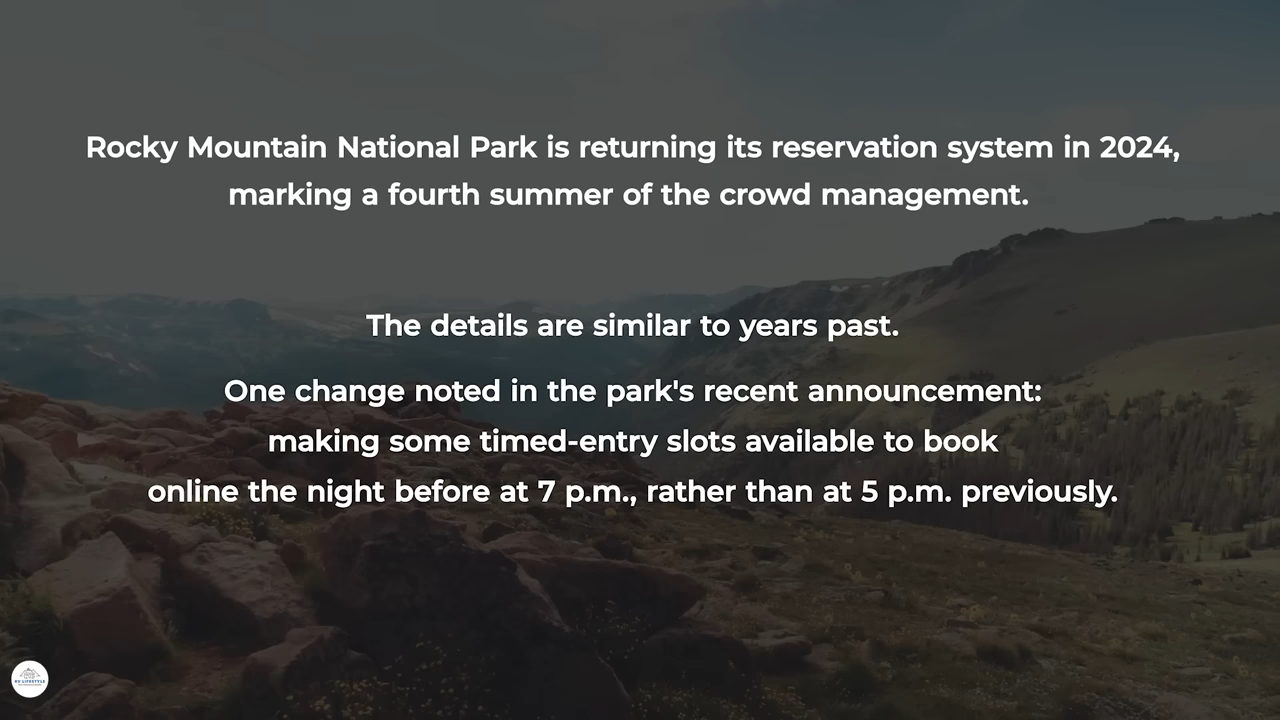 Rocky Mountain National Park is returning its reservation system in 2024,
marking a fourth summer of the crowd management.
The details are similar to years past.
One change noted in the park's recent announcement:
making some timed-entry slots available to book
online the night before at 7 p.m., rather than at 5 p.m. previously.
RV LIFESTYLE